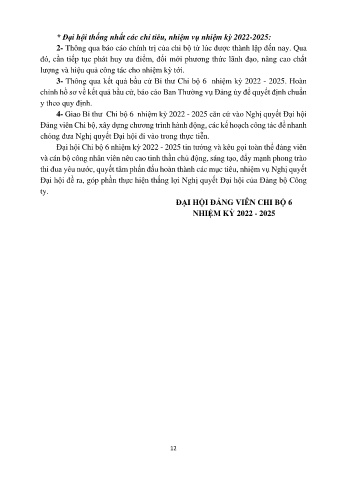 * Đại hội thống nhất các chỉ tiêu, nhiệm vụ nhiệm kỳ 2022-2025:
2- Thông qua báo cáo chính trị của chi bộ từ lúc được thành lập đến nay. Qua
đó, cần tiếp tục phát huy ưu điểm, đổi mới phương thức lãnh đạo, nâng cao chất
lượng và hiệu quả công tác cho nhiệm kỳ tới.
3- Thông qua kết quả bầu cử Bí thư Chi bộ 6 nhiệm kỳ 2022 - 2025. Hoàn
chỉnh hồ sơ về kết quả bầu cử, báo cáo Ban Thường vụ Đảng ủy để quyết định chuẩn
y theo quy định.
4- Giao Bí thư Chi bộ 6 nhiệm kỳ 2022 - 2025 căn cứ vào Nghị quyết Đại hội
Đảng viên Chi bộ, xây dựng chương trình hành động, các kế hoạch công tác để nhanh
chóng đưa Nghị quyết Đại hội đi vào trong thực tiễn.
Đại hội Chi bộ 6 nhiệm kỳ 2022 - 2025 tin tưởng và kêu gọi toàn thể đảng viên
và cán bộ công nhân viên nêu cao tinh thần chủ động, sáng tạo, đẩy mạnh phong trào
thi đua yêu nước, quyết tâm phấn đấu hoàn thành các mục tiêu, nhiệm vụ Nghị quyết
Đại hội đề ra, góp phần thực hiện thắng lợi Nghị quyết Đại hội của Đảng bộ Công
ty.
ĐẠI HỘI ĐẢNG VIÊN CHI BỘ 6
NHIỆM KỲ 2022 - 2025
12